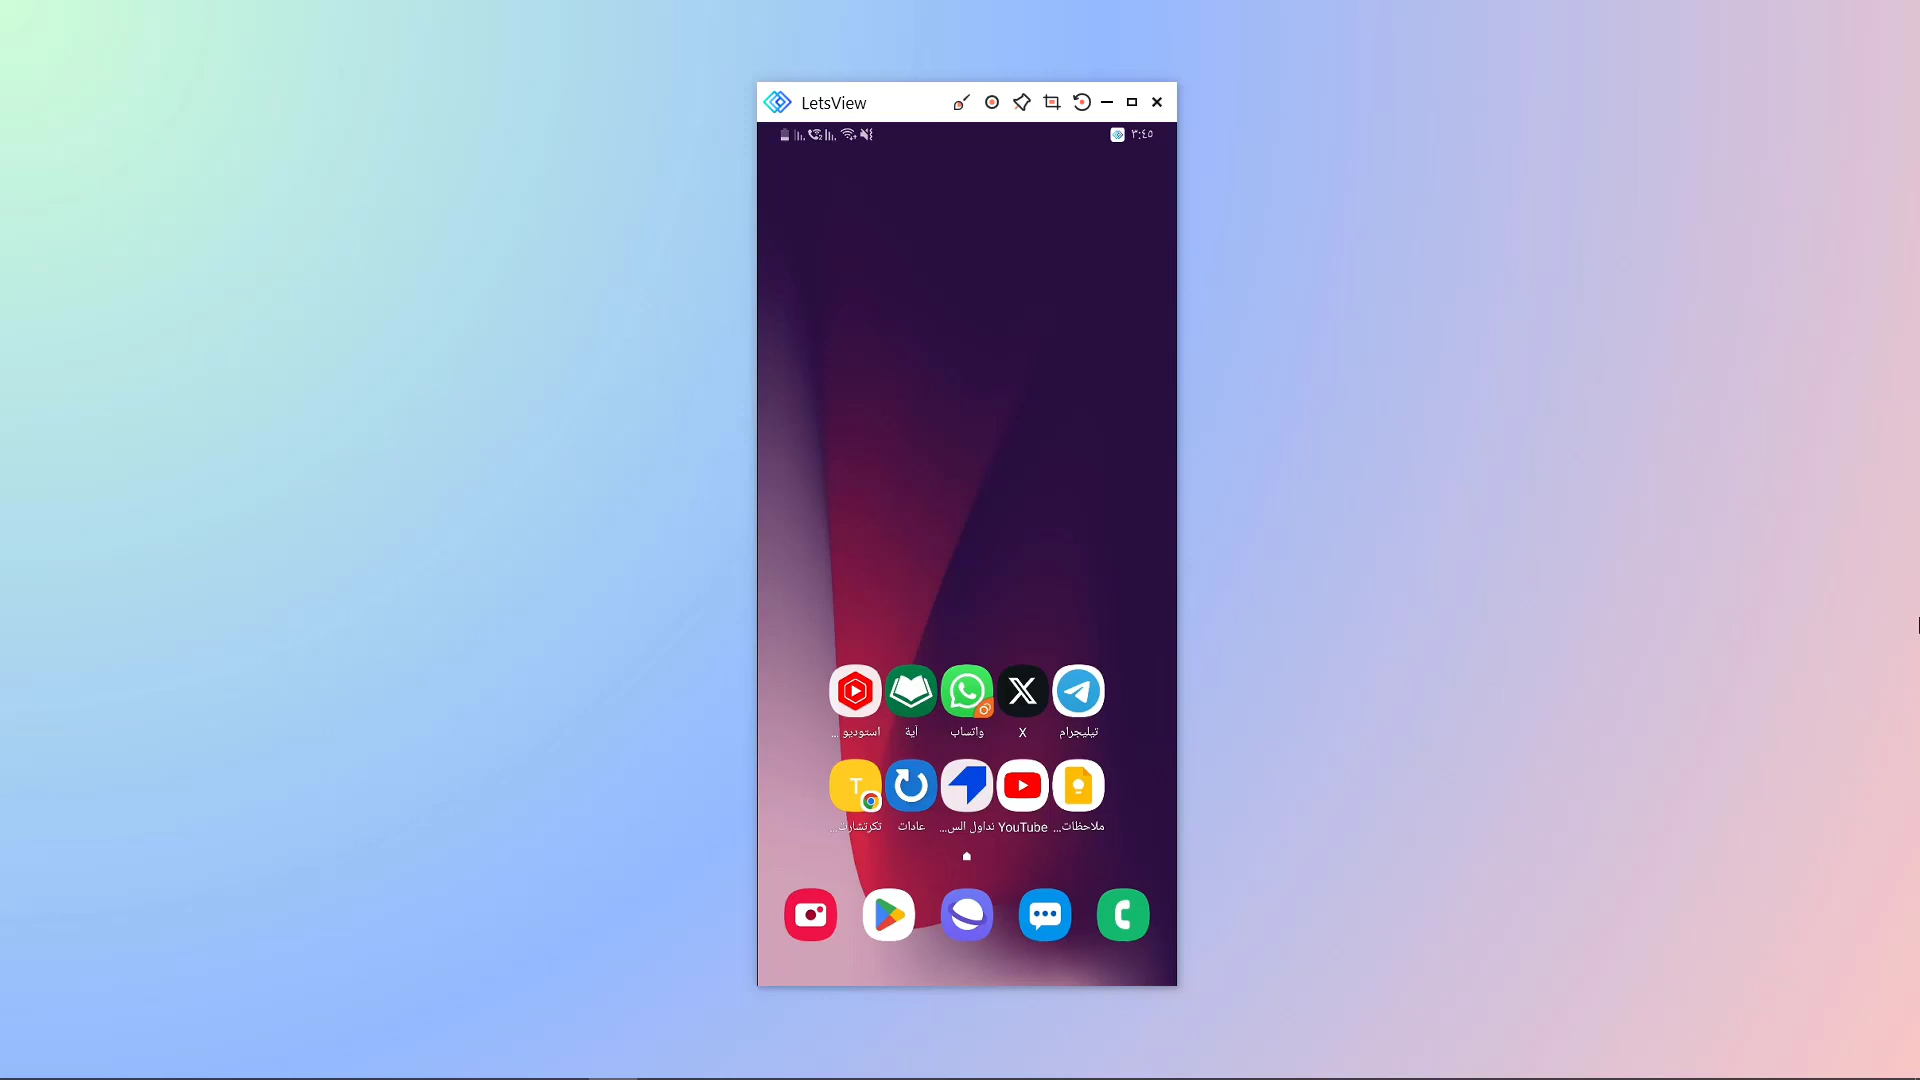 LetsView
٣:٤٥
تيليجرام
X
واتساب
آية
استوديو ...
ملاحظات...
YouTube
تداول الس...
عادات
T
تكرتشارت...